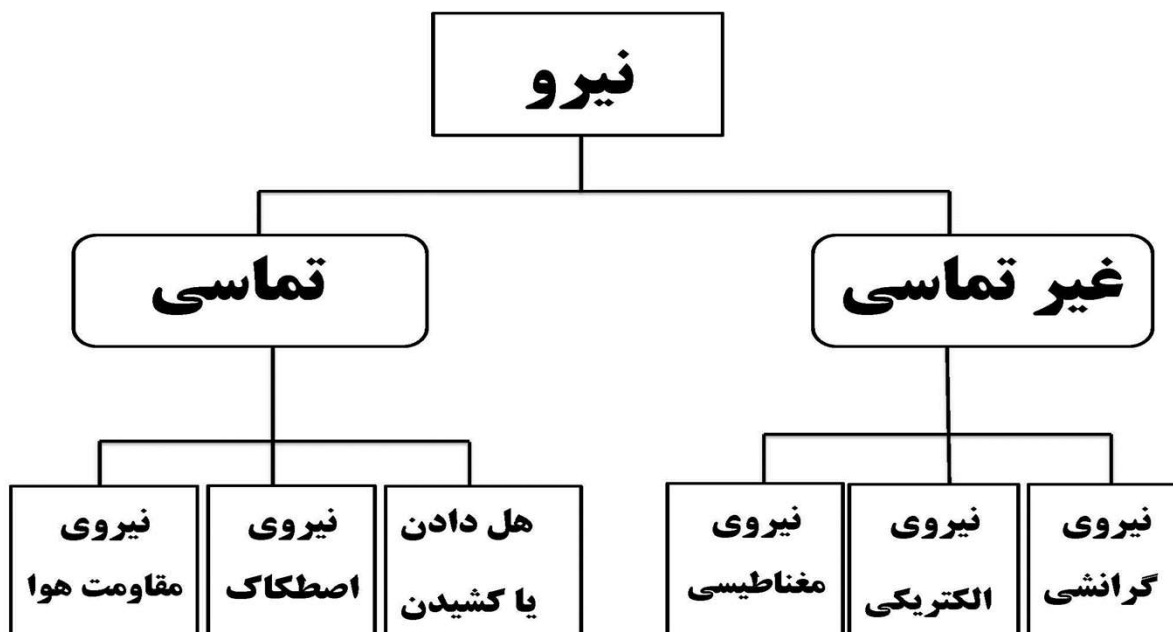 نیرو
غیر تماسی
تماسی
نیروی
گرانشی
نیروی
الکتریکی
نیروی
مغناطیسی
هل دادن
یا کشیدن
نیروی
اصطکاک
نیروی
مقاومت هوا